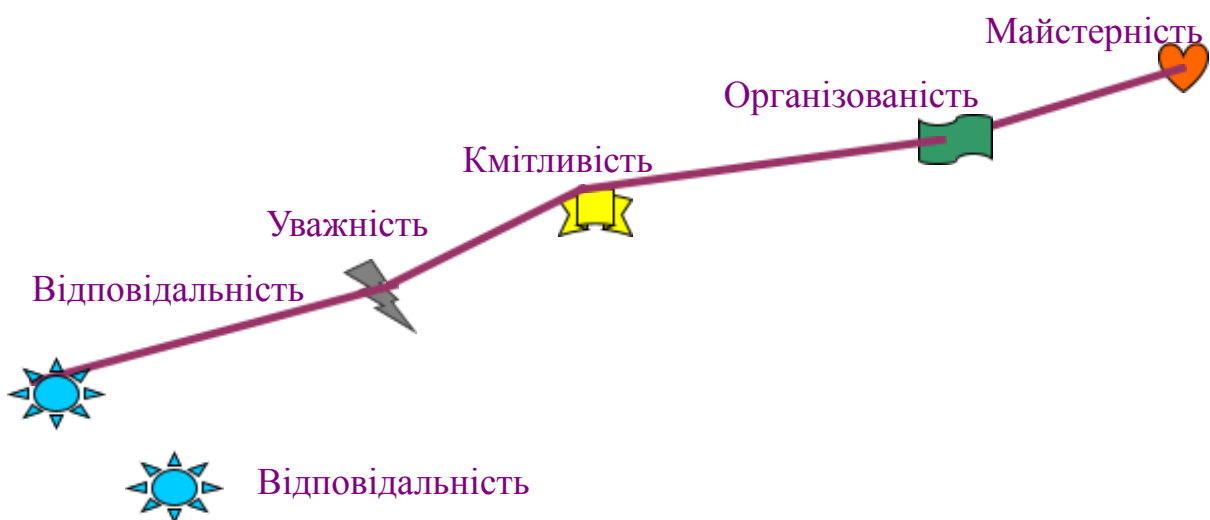 Майстерність
Організованість
Кмітливість
Уважність
Відповідальність
Відповідальність